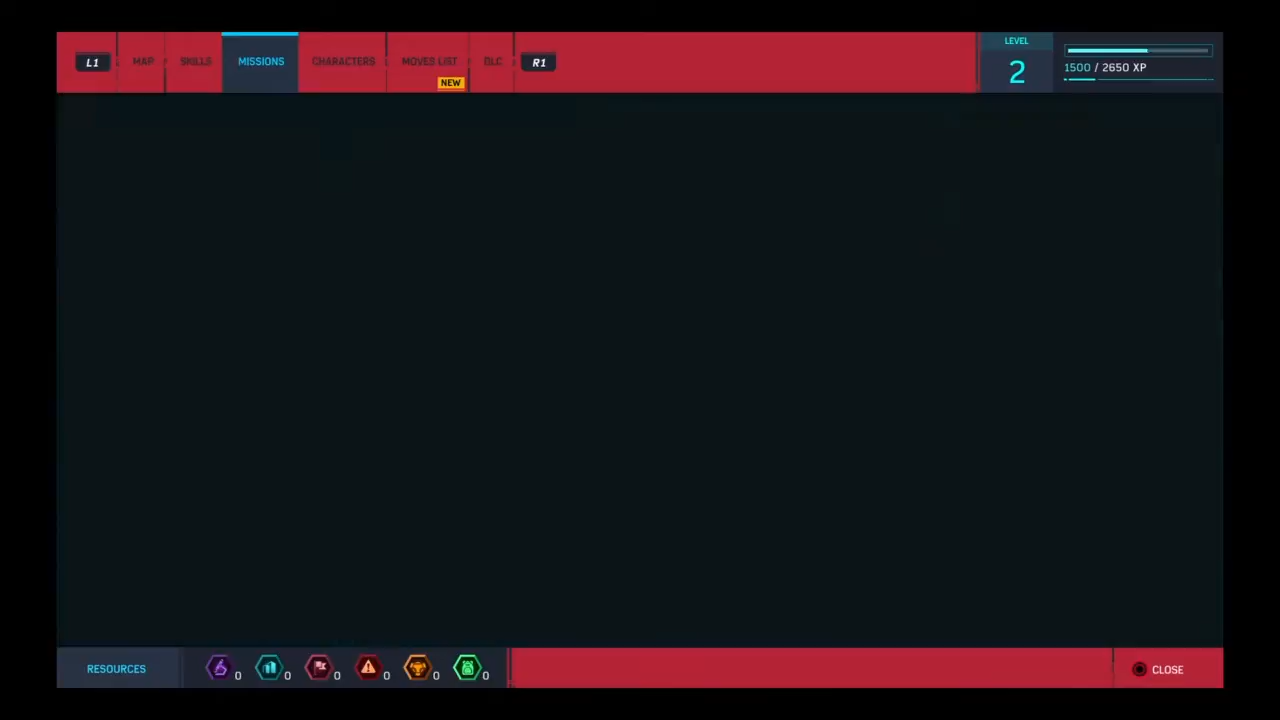 L1 MAP SKILLS MISSIONS CHARACTERS MOVES LIST DLC R1
NEW
LEVEL
2
1500 / 2650 XP
RESOURCES 0 0 0 0 0 0 CLOSE